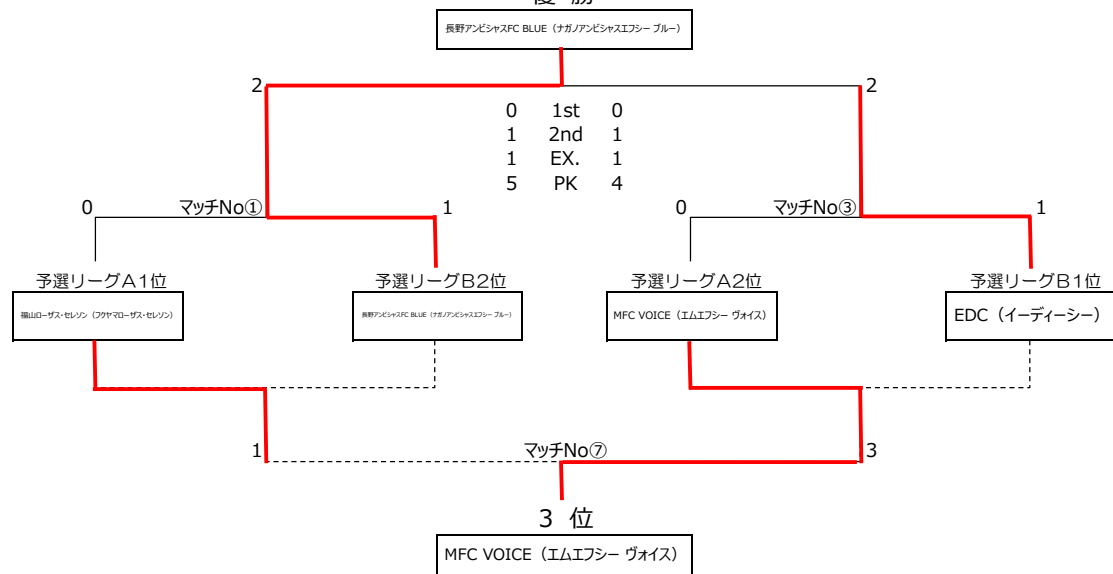 優 勝
長野アンビシャスFC BLUE（ナガノアンビシャスエフシー ブルー）
2 2
0 1st 0
1 2nd 1
1 EX. 1
5 PK 4
0 マッチNo① 1 0 マッチNo③ 1
予選リーグA1位 予選リーグB2位 予選リーグA2位 予選リーグB1位
福山ローザス・セレソン（フクヤマローザス・セレソン） 長野アンビシャスFC BLUE（ナガノアンビシャスエフシー ブルー） MFC VOICE（エムエフシー ヴォイス） EDC（イーディーシー）
1 マッチNo⑦ 3
3 位
MFC VOICE（エムエフシー ヴォイス）